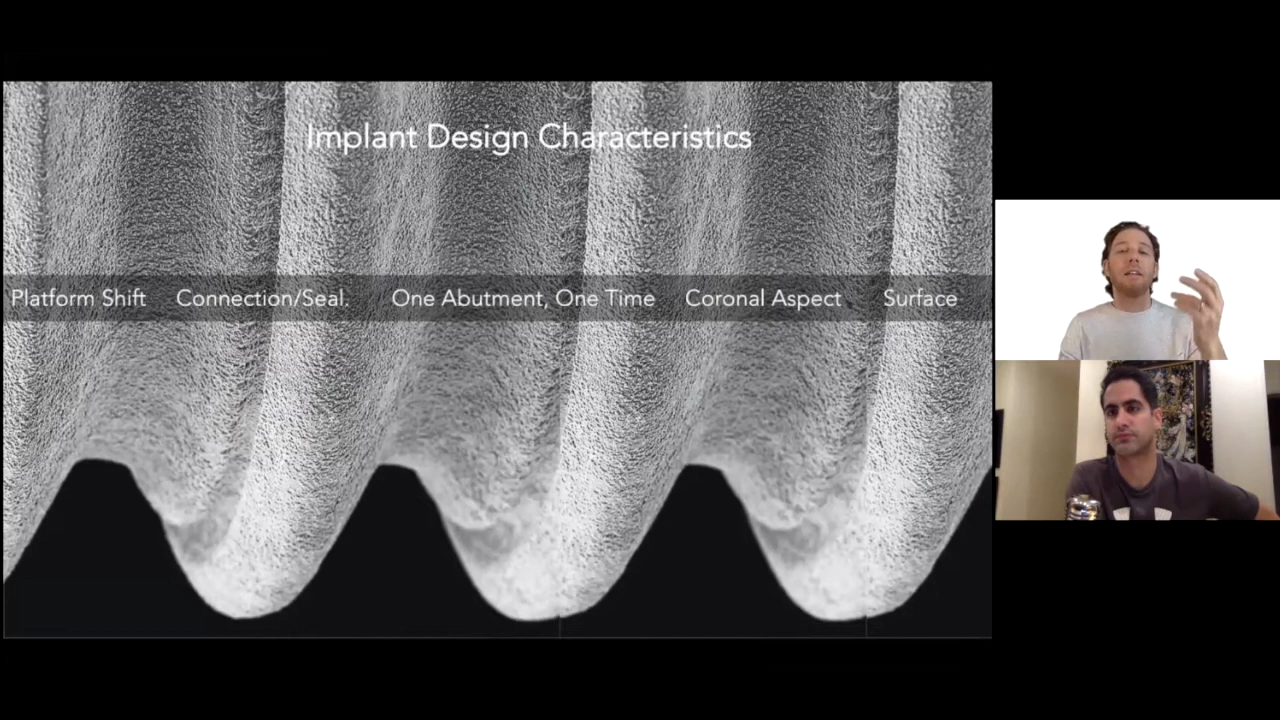 Implant Design Characteristics
Platform Shift Connection/Seal. One Abutment, One Time Coronal Aspect Surface